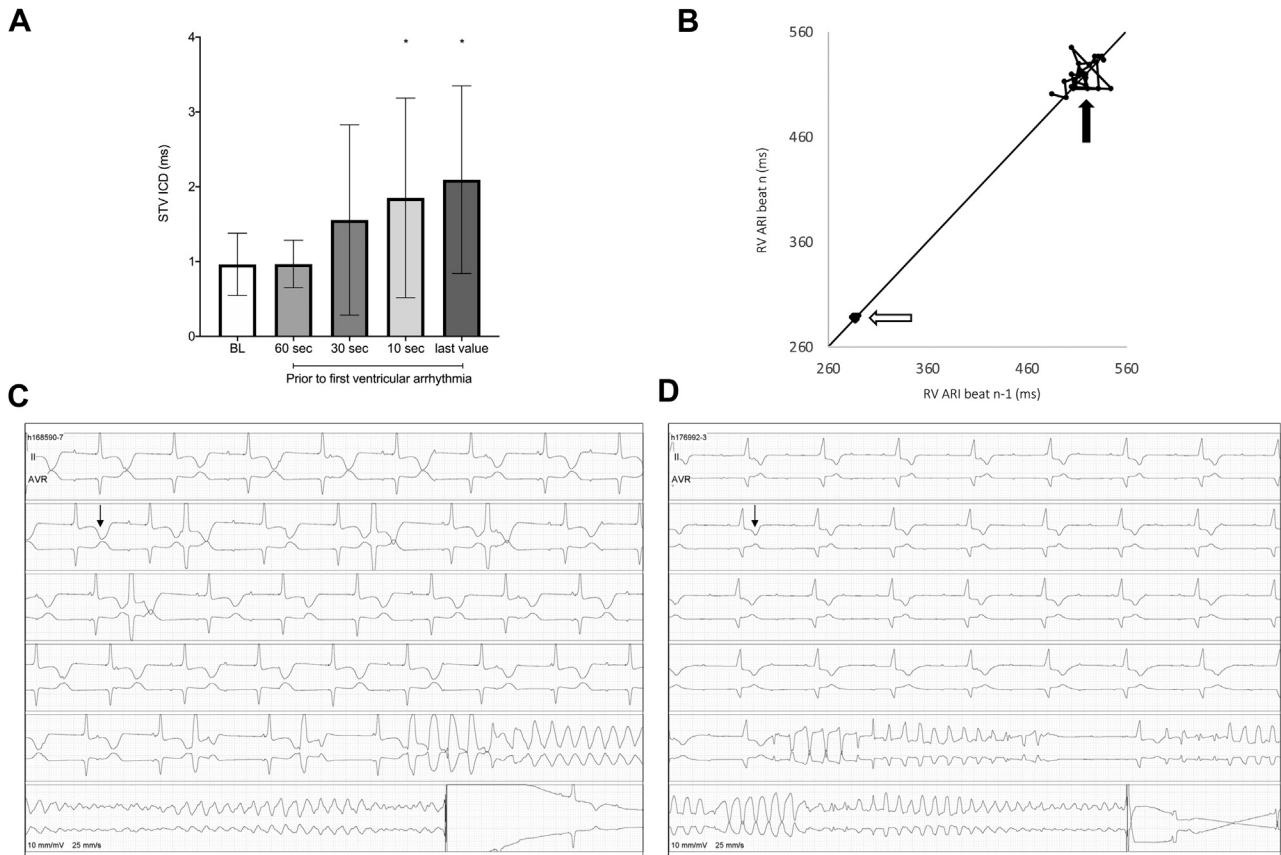 A
4
3
2
1
0
STV ICD (ms)
*
*
BL
60 sec
30 sec
10 sec
last value
Prior to first ventricular arrhythmia
B
560
460
360
260
RV ARI beat n (ms)
260
360
460
560
RV ARI beat n-1 (ms)
C
h168590-7
II
AVR
10 mm/mV 25 mm/s
D
h176992-3
II
AVR
10 mm/mV 25 mm/s